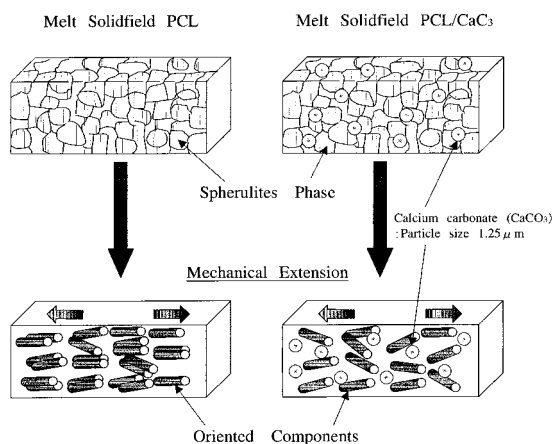 Melt Solidfield PCL
Melt Solidfield PCL/CaC₃
Spherulites Phase
Calcium carbonate (CaCO₃)
:Particle size 1.25 μm
Mechanical Extension
Oriented Components